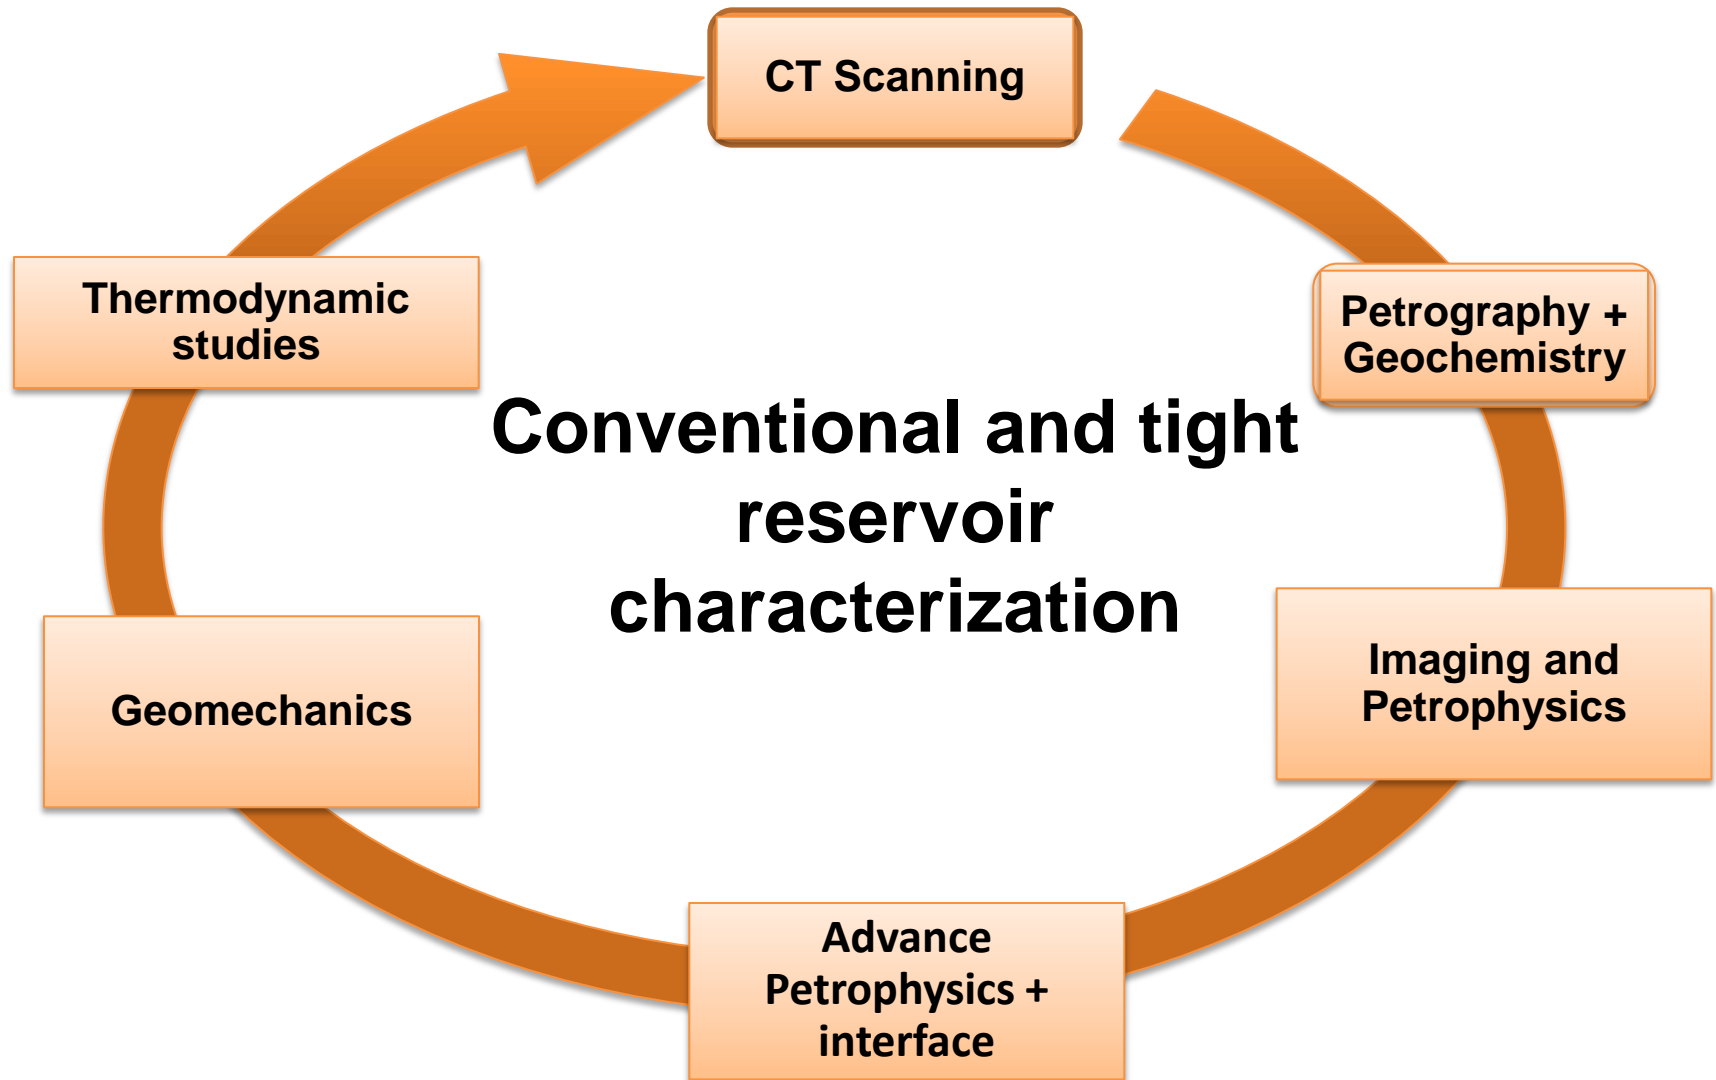 CT Scanning
Petrography +
Geochemistry
Imaging and
Petrophysics
Advance
Petrophysics +
interface
Geomechanics
Thermodynamic
studies
Conventional and tight
reservoir
characterization